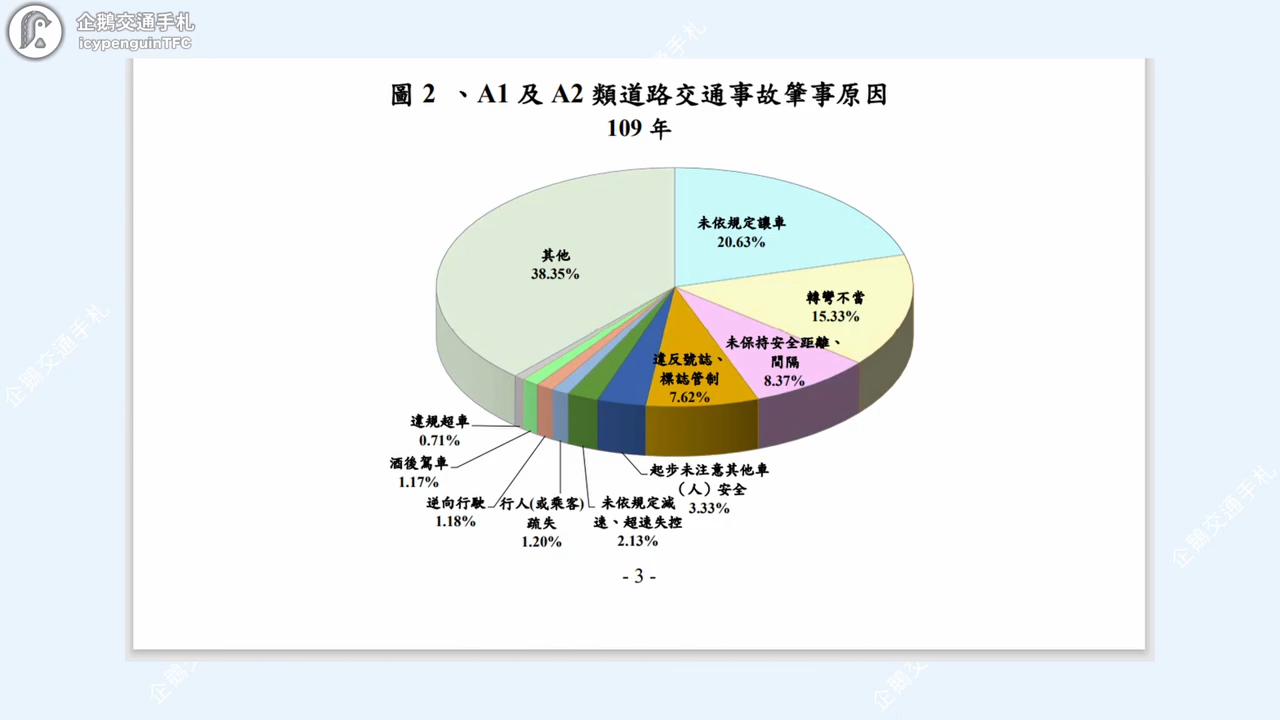 企鵝交通手札
icypenguinTFC
企鵝交通手札
圖 2 、A1 及 A2 類道路交通事故肇事原因
109 年
未依規定讓車
20.63%
其他
38.35%
轉彎不當
15.33%
未保持安全距離、
間隔
8.37%
違反號誌、
標誌管制
7.62%
違規超車
0.71%
酒後駕車
1.17%
逆向行駛
1.18%
行人(或乘客)
疏失
1.20%
未依規定減
速、超速失控
2.13%
起步未注意其他車
（人）安全
3.33%
- 3 -
企鵝交通手札
企鵝交通手札